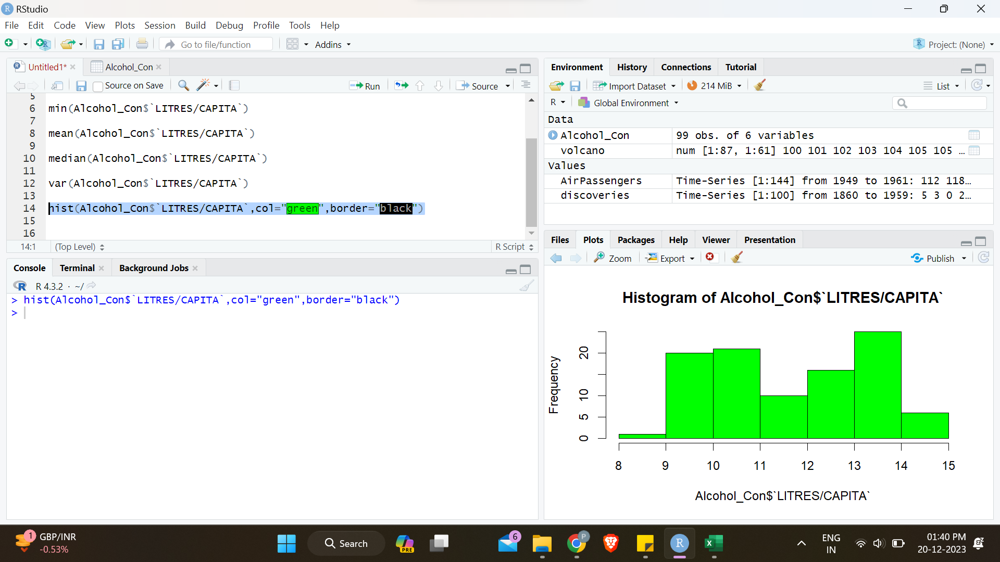 RStudio
File Edit Code View Plots Session Build Debug Profile Tools Help
Go to file/function Addins Project: (None)
Untitled1* Alcohol_Con
Source on Save Run Source
5
6 min(Alcohol_Con$`LITRES/CAPITA`)
7
8 mean(Alcohol_Con$`LITRES/CAPITA`)
9
10 median(Alcohol_Con$`LITRES/CAPITA`)
11
12 var(Alcohol_Con$`LITRES/CAPITA`)
13
14 hist(Alcohol_Con$`LITRES/CAPITA`,col="green",border="black")
15
16
14:1 (Top Level) R Script
Console Terminal Background Jobs
R 4.3.2 · ~/
> hist(Alcohol_Con$`LITRES/CAPITA`,col="green",border="black")
>
Environment History Connections Tutorial
Import Dataset 214 MiB List
R Global Environment
Data
Alcohol_Con 99 obs. of 6 variables
volcano num [1:87, 1:61] 100 101 102 103 104 105 105 …
Values
AirPassengers Time-Series [1:144] from 1949 to 1961: 112 118…
discoveries Time-Series [1:100] from 1860 to 1959: 5 3 0 2…
Files Plots Packages Help Viewer Presentation
Zoom Export Publish
Histogram of Alcohol_Con$`LITRES/CAPITA`
Frequency
20
10
5
0
8 9 10 11 12 13 14 15
Alcohol_Con$`LITRES/CAPITA`
1 GBP/INR
-0.53%
Search
PRE
6
P
R
X
ENG
IN
01:40 PM
20-12-2023